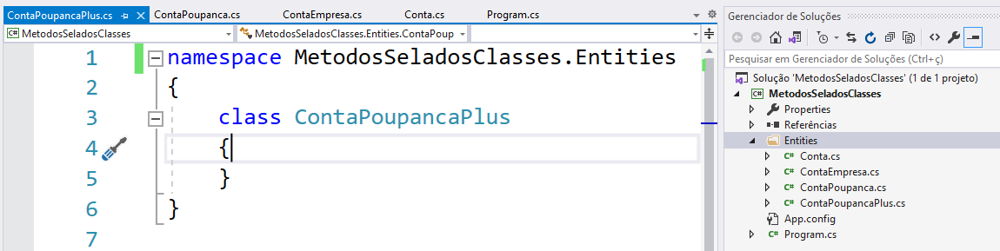 ContaPoupancaPlus.cs ContaPoupanca.cs ContaEmpresa.cs Conta.cs Program.cs
C# MetodosSeladosClasses MetodosSeladosClasses.Entities.ContaPoup
1 namespace MetodosSeladosClasses.Entities
2 {
3 class ContaPoupancaPlus
4 {
5 }
6 }
7
Gerenciador de Soluções
Pesquisar em Gerenciador de Soluções (Ctrl+ç)
Solução 'MetodosSeladosClasses' (1 de 1 projeto)
C# MetodosSeladosClasses
Properties
Referências
Entities
C# Conta.cs
C# ContaEmpresa.cs
C# ContaPoupanca.cs
C# ContaPoupancaPlus.cs
App.config
C# Program.cs